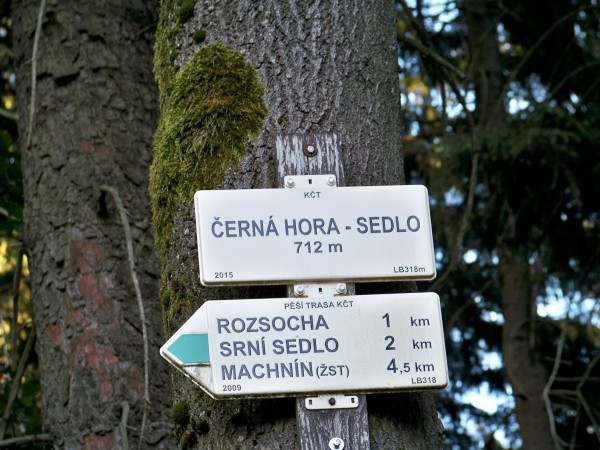 KČT
ČERNÁ HORA - SEDLO
712 m
2015 LB318m
PĚŠÍ TRASA KČT
ROZSOCHA 1 km
SRNÍ SEDLO 2 km
MACHNÍN (ŽST) 4,5 km
2009 LB318